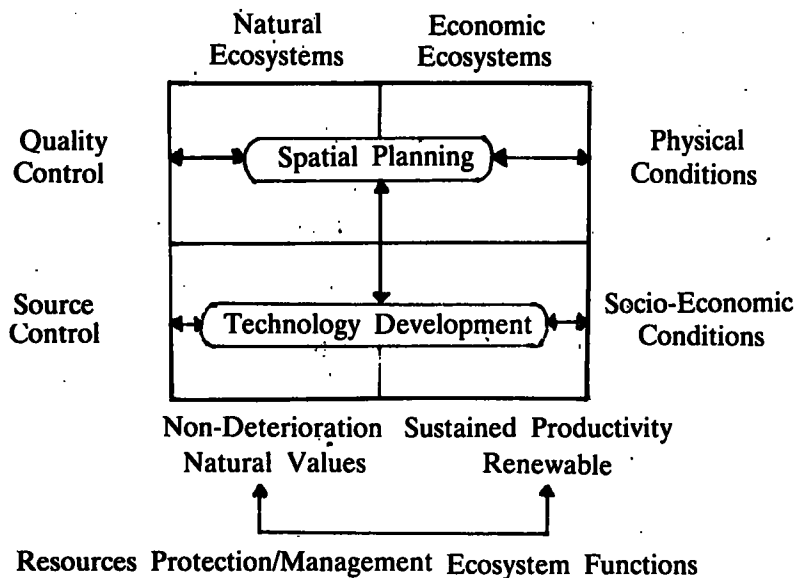 Natural Economic
Ecosystems Ecosystems
Quality Physical
Control Spatial Planning Conditions
Source Socio-Economic
Control Technology Development Conditions
Non-Deterioration Sustained Productivity
Natural Values Renewable
Resources Protection/Management Ecosystem Functions